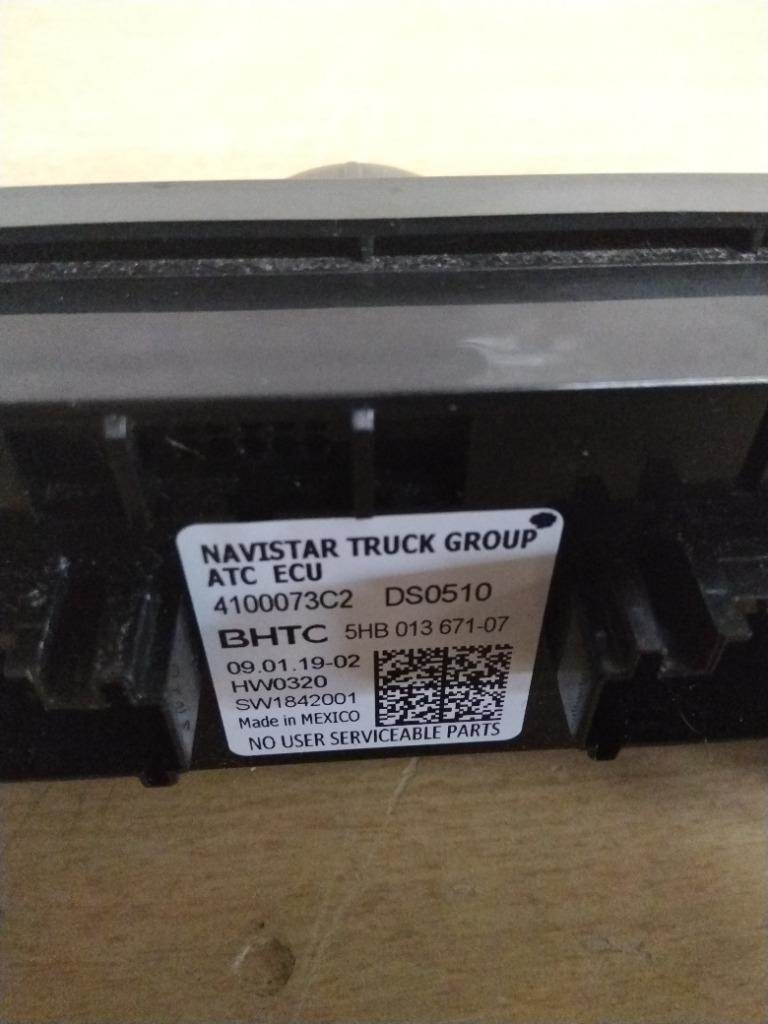 NAVISTAR TRUCK GROUP
ATC ECU
4100073C2 DS0510
BHTC 5HB 013 671-07
09.01.19-02
HW0320
SW1842001
Made in MEXICO
NO USER SERVICEABLE PARTS